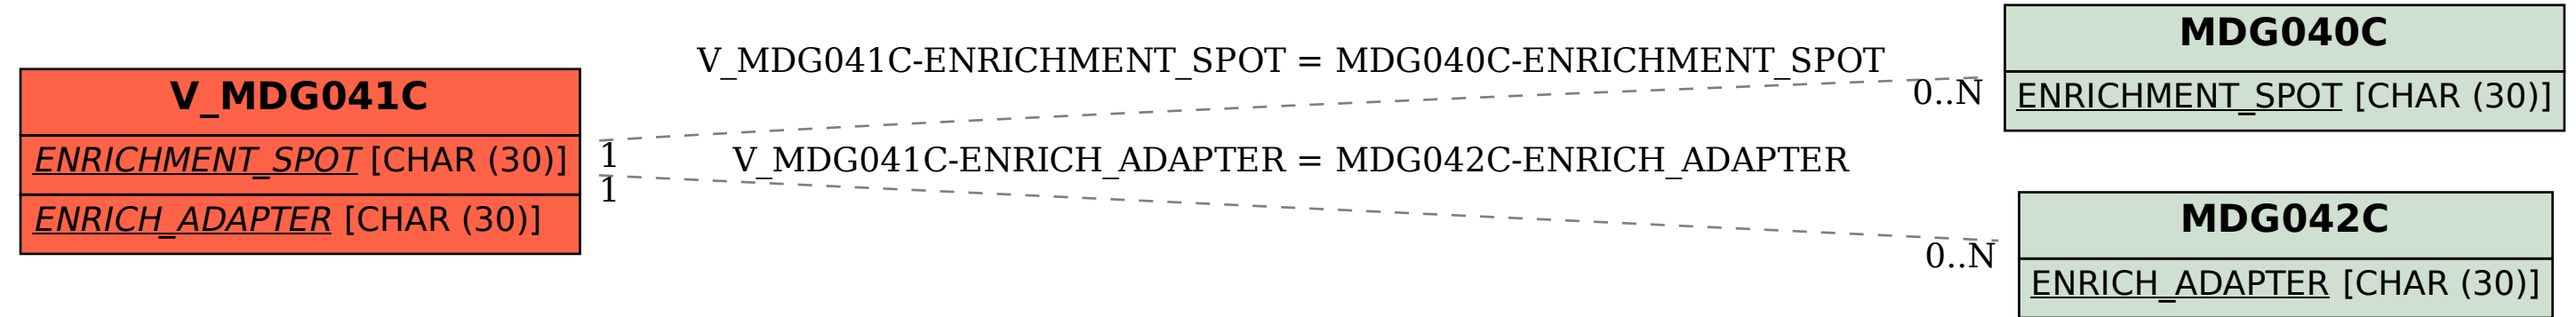 V_MDG041C
ENRICHMENT_SPOT [CHAR (30)]
ENRICH_ADAPTER [CHAR (30)]
V_MDG041C-ENRICHMENT_SPOT = MDG040C-ENRICHMENT_SPOT
0..N
1
V_MDG041C-ENRICH_ADAPTER = MDG042C-ENRICH_ADAPTER
1
0..N
MDG040C
ENRICHMENT_SPOT [CHAR (30)]
MDG042C
ENRICH_ADAPTER [CHAR (30)]